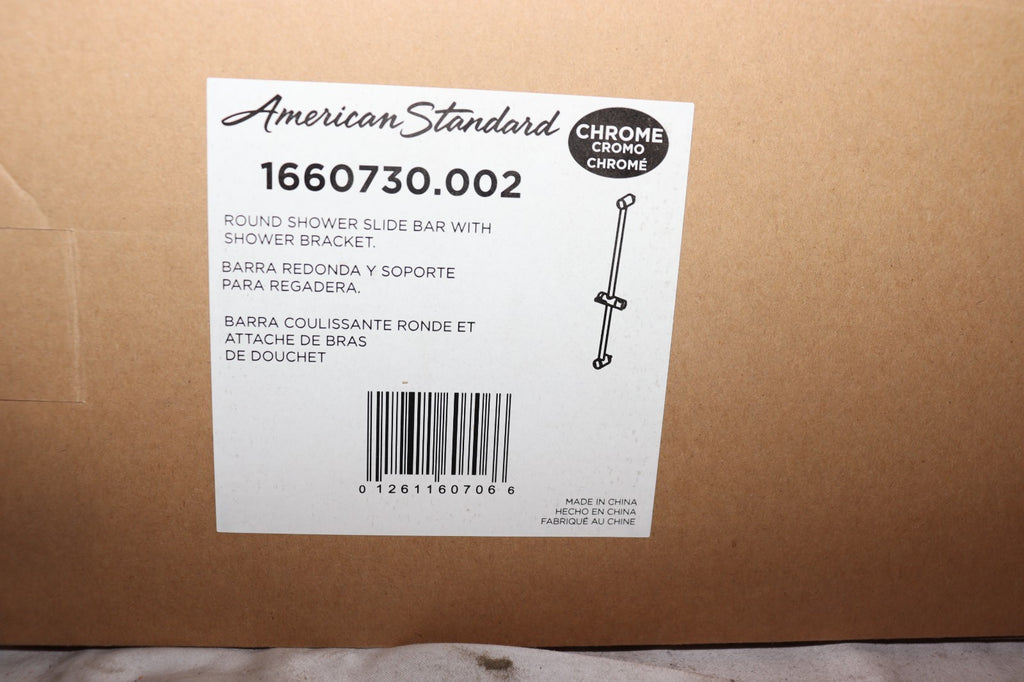 American Standard
CHROME
CROMO
CHROMÉ
1660730.002
ROUND SHOWER SLIDE BAR WITH
SHOWER BRACKET.
BARRA REDONDA Y SOPORTE
PARA REGADERA.
BARRA COULISSANTE RONDE ET
ATTACHE DE BRAS
DE DOUCHET
0 12611 60706 6
MADE IN CHINA
HECHO EN CHINA
FABRIQUÉ AU CHINE